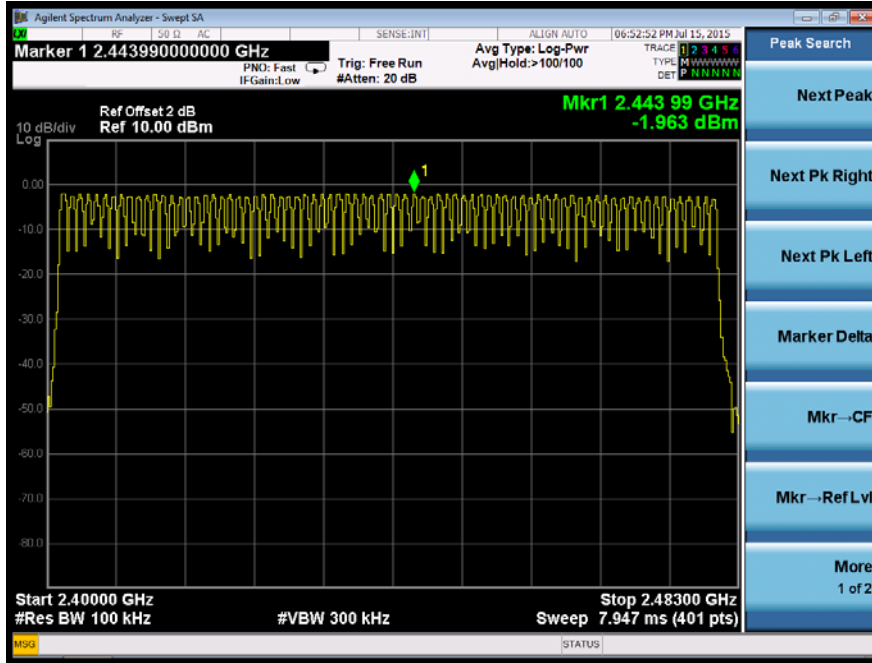 Agilent Spectrum Analyzer - Swept SA
LXI RF 50 Ω AC SENSE:INT ALIGN AUTO 06:52:52 PM Jul 15, 2015
Marker 1 2.443990000000 GHz
PNO: Fast
IFGain:Low
Trig: Free Run
#Atten: 20 dB
Avg Type: Log-Pwr
Avg|Hold:>100/100
TRACE 1 2 3 4 5 6
TYPE M WWWWW
DET P N N N N N
Peak Search
Ref Offset 2 dB
10 dB/div Ref 10.00 dBm
Log
Mkr1 2.443 99 GHz
-1.963 dBm
1
0.00
-10.0
-20.0
-30.0
-40.0
-50.0
-60.0
-70.0
-80.0
Start 2.40000 GHz
Stop 2.48300 GHz
#Res BW 100 kHz
#VBW 300 kHz
Sweep 7.947 ms (401 pts)
Next Peak
Next Pk Right
Next Pk Left
Marker Delta
Mkr→CF
Mkr→Ref Lvl
More
1 of 2
MSG
STATUS